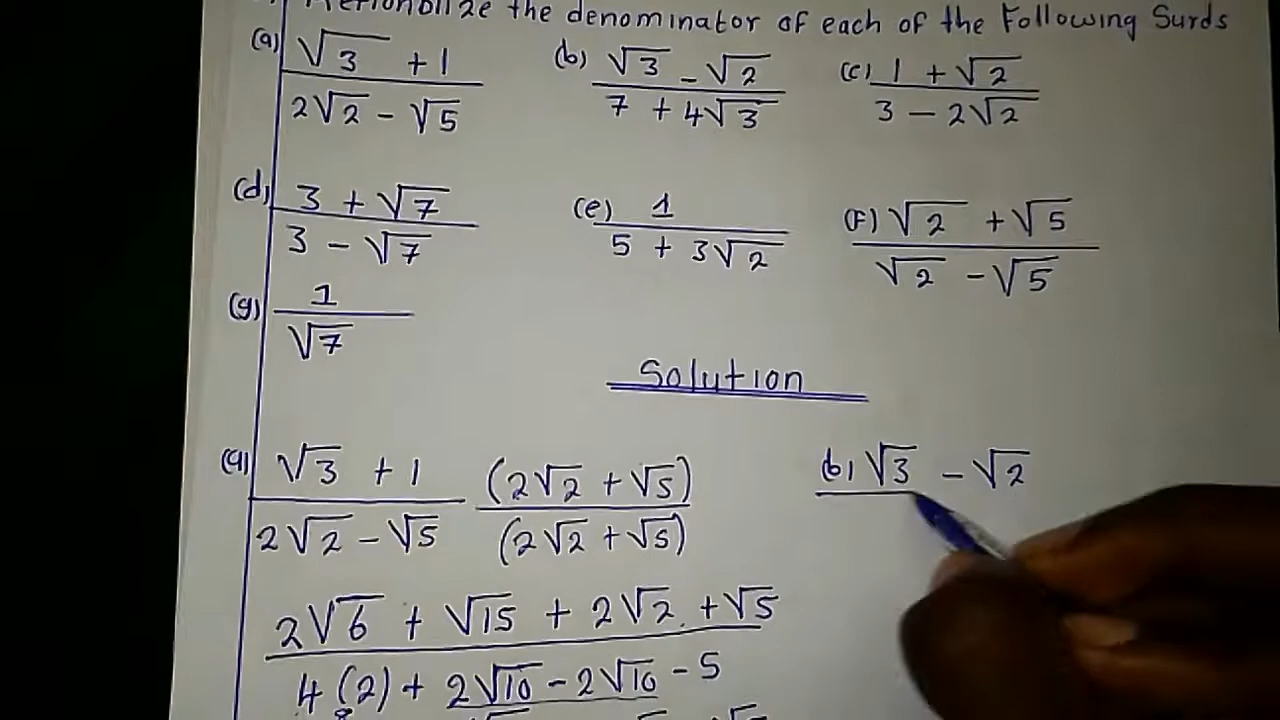 the denominator of each of the Following Surds
(a) √3 + 1 / 2√2 - √5 (b) √3 - √2 / 7 + 4√3 (c) 1 + √2 / 3 - 2√2
(d) 3 + √7 / 3 - √7 (e) 1 / 5 + 3√2 (F) √2 + √5 / √2 - √5
(g) 1 / √7
Solution
(a) √3 + 1 / 2√2 - √5 (2√2 + √5) / (2√2 + √5)
2√6 + √15 + 2√2 + √5 / 4(2) + 2√10 - 2√10 - 5
(b) √3 - √2